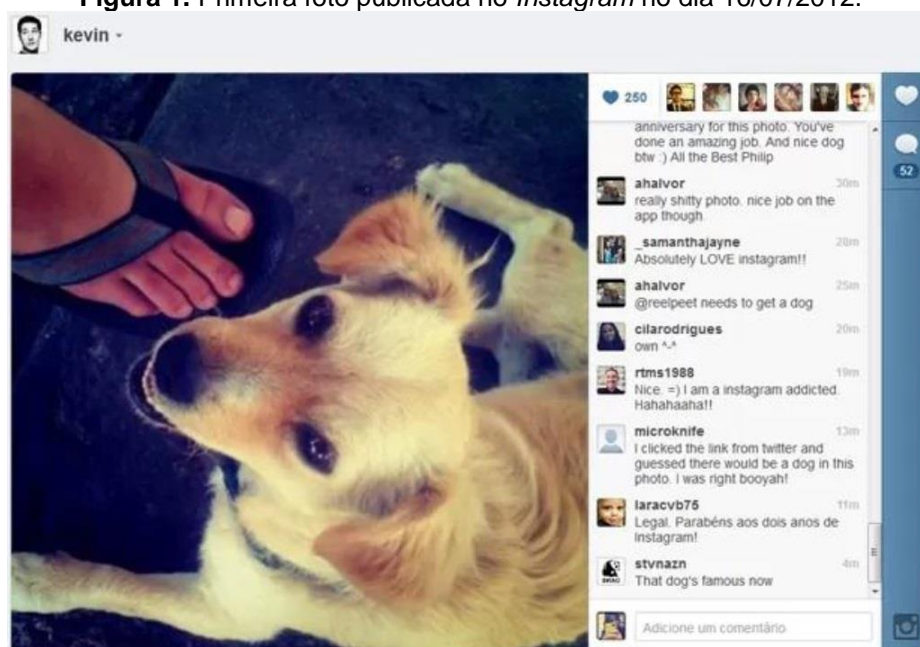 Figura 1. Primeira foto publicada no Instagram no dia 16/07/2012.
kevin
250
anniversary for this photo. You've
done an amazing job. And nice dog
btw :) All the Best Philip
ahalvor 30m
really shitty photo. nice job on the
app though.
_samanthajayne 28m
Absolutely LOVE instagram!!
ahalvor 25m
@reelpeet needs to get a dog
cilarodrigues 20m
own ^-^
rtms1988 19m
Nice. =) I am a instagram addicted.
Hahahaaha!!
microknife 13m
I clicked the link from twitter and
guessed there would be a dog in this
photo. I was right booyah!
laracvb75 11m
Legal. Parabéns aos dois anos de
Instagram!
stvnazn 4m
That dog's famous now
Adicione um comentário
52